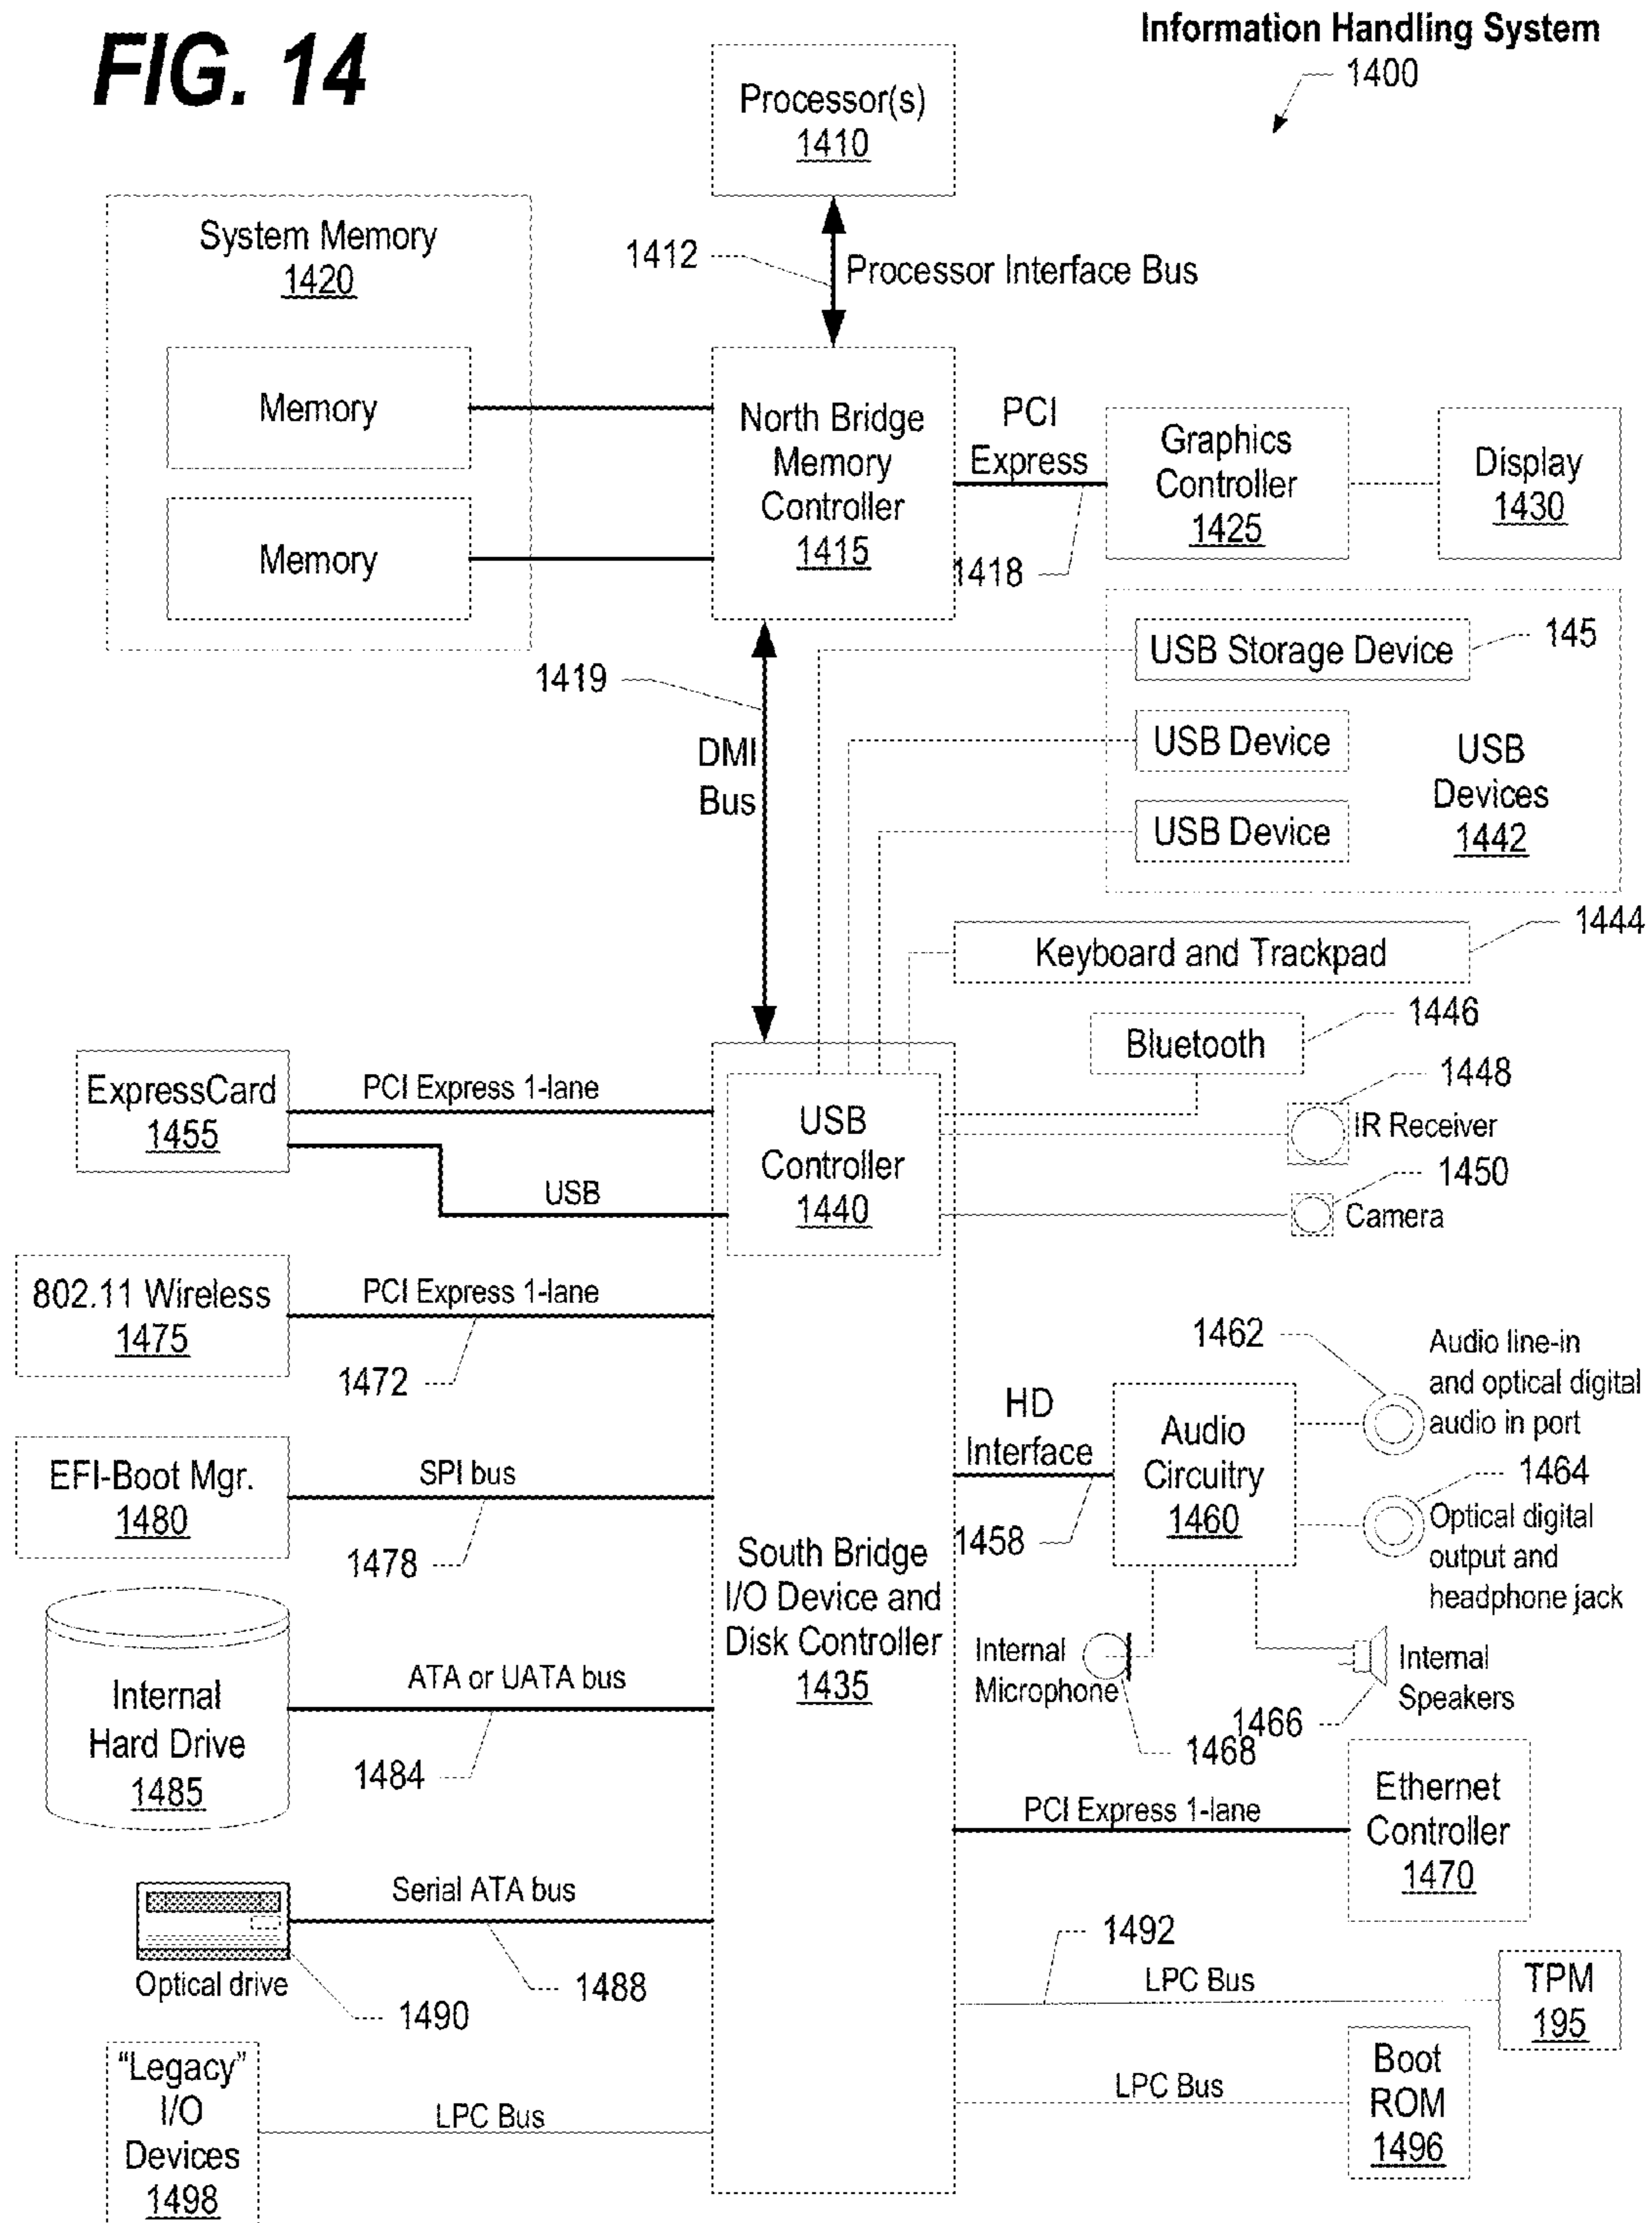 FIG. 14
Information Handling System
1400
Processor(s)
1410
System Memory
1420
1412
Processor Interface Bus
Memory
Memory
North Bridge
Memory
Controller
1415
PCI
Express
1418
Graphics
Controller
1425
Display
1430
1419
DMI
Bus
USB Storage Device
145
USB Device
USB Device
USB
Devices
1442
1444
Keyboard and Trackpad
1446
Bluetooth
1448
IR Receiver
1450
Camera
ExpressCard
1455
PCI Express 1-lane
USB
USB
Controller
1440
802.11 Wireless
1475
PCI Express 1-lane
1472
EFI-Boot Mgr.
1480
SPI bus
1478
Internal
Hard Drive
1485
ATA or UATA bus
1484
South Bridge
I/O Device and
Disk Controller
1435
HD
Interface
1458
Audio
Circuitry
1460
1462
Audio line-in
and optical digital
audio in port
1464
Optical digital
output and
headphone jack
Internal
Microphone
1468
1466
Internal
Speakers
PCI Express 1-lane
Ethernet
Controller
1470
Serial ATA bus
1488
Optical drive
1490
1492
LPC Bus
TPM
195
LPC Bus
Boot
ROM
1496
"Legacy"
I/O
Devices
1498
LPC Bus